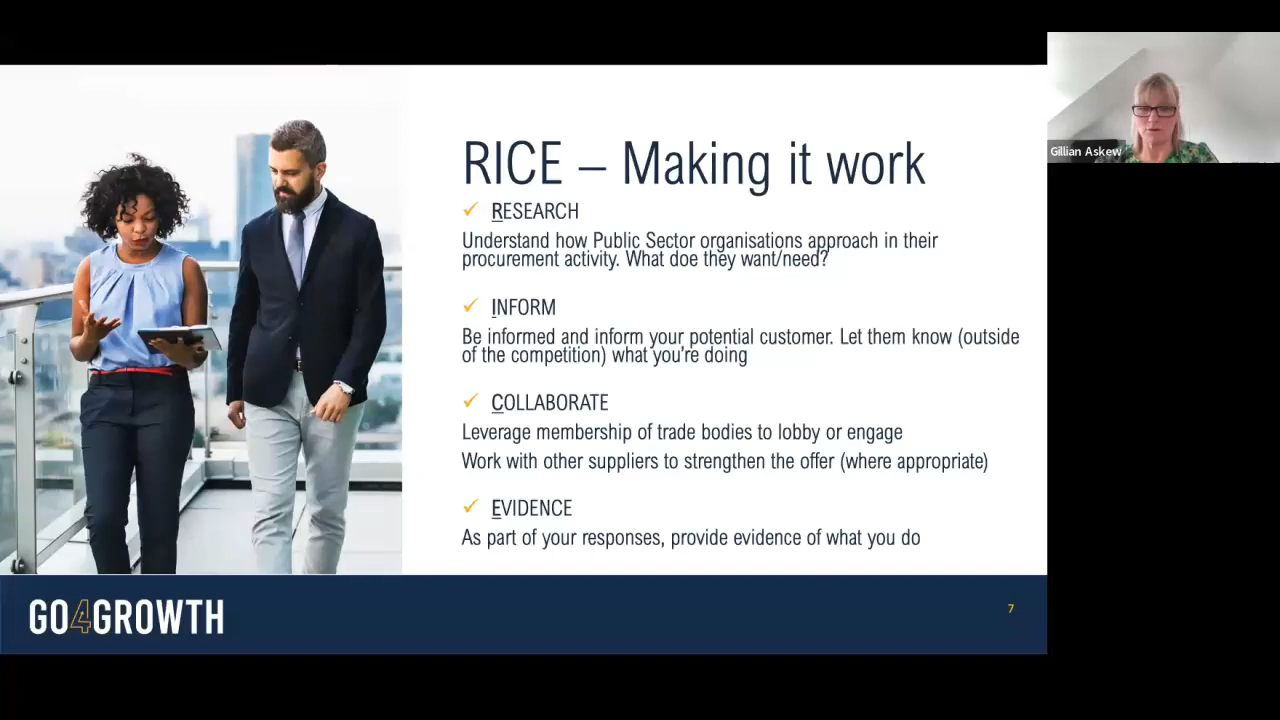 RICE – Making it work
✓ RESEARCH
Understand how Public Sector organisations approach in their
procurement activity. What doe they want/need?
✓ INFORM
Be informed and inform your potential customer. Let them know (outside
of the competition) what you're doing
✓ COLLABORATE
Leverage membership of trade bodies to lobby or engage
Work with other suppliers to strengthen the offer (where appropriate)
✓ EVIDENCE
As part of your responses, provide evidence of what you do
GO4GROWTH
7
Gillian Askew